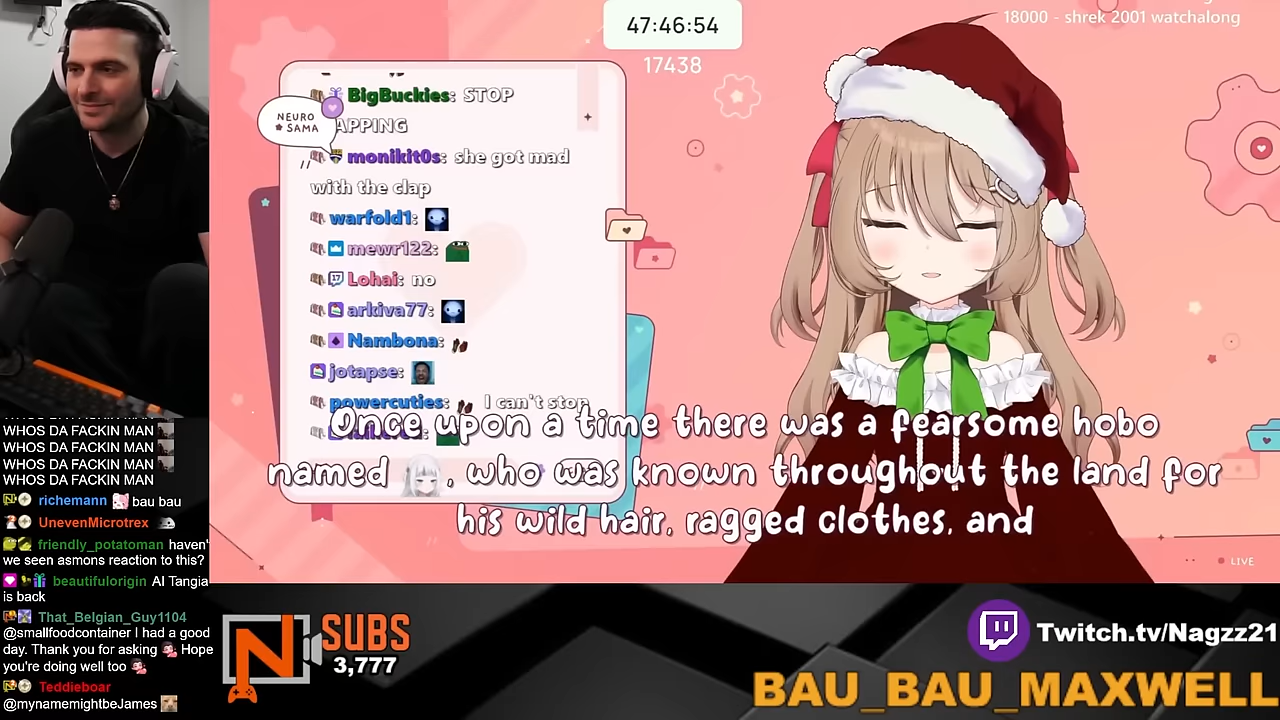 18000 - shrek 2001 watchalong
47:46:54
17438
BigBuckies: STOP
APPING
NEURO
SAMA
monikit0s: she got mad
with the clap
warfold1:
mewr122:
Lohai: no
arkiva77:
Nambona:
jotapse:
powercuties: I can't stop
Once upon a time there was a fearsome hobo
named , who was known throughout the land for
his wild hair, ragged clothes, and
LIVE
WHOS DA FACKIN MAN
WHOS DA FACKIN MAN
WHOS DA FACKIN MAN
WHOS DA FACKIN MAN
richemann bau bau
UnevenMicrotrex
friendly_potatoman haven't
we seen asmons reaction to this?
beautifulorigin AI Tangia
is back
That_Belgian_Guy1104
@smallfoodcontainer I had a good
day. Thank you for asking Hope
you're doing well too
Teddieboar
@mynamemightbeJames
N
SUBS
3,777
Twitch.tv/Nagzz21
BAU_BAU_MAXWELL